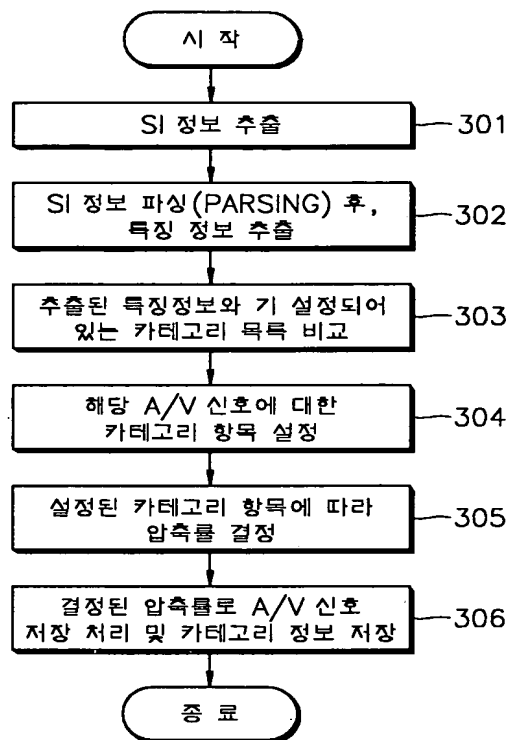 시 작
SI 정보 추출
301
SI 정보 파싱(PARSING) 후,
특징 정보 추출
302
추출된 특징정보와 기 설정되어
있는 카테고리 목록 비교
303
해당 A/V 신호에 대한
카테고리 항목 설정
304
설정된 카테고리 항목에 따라
압축률 결정
305
결정된 압축률로 A/V 신호
저장 처리 및 카테고리 정보 저장
306
종 료